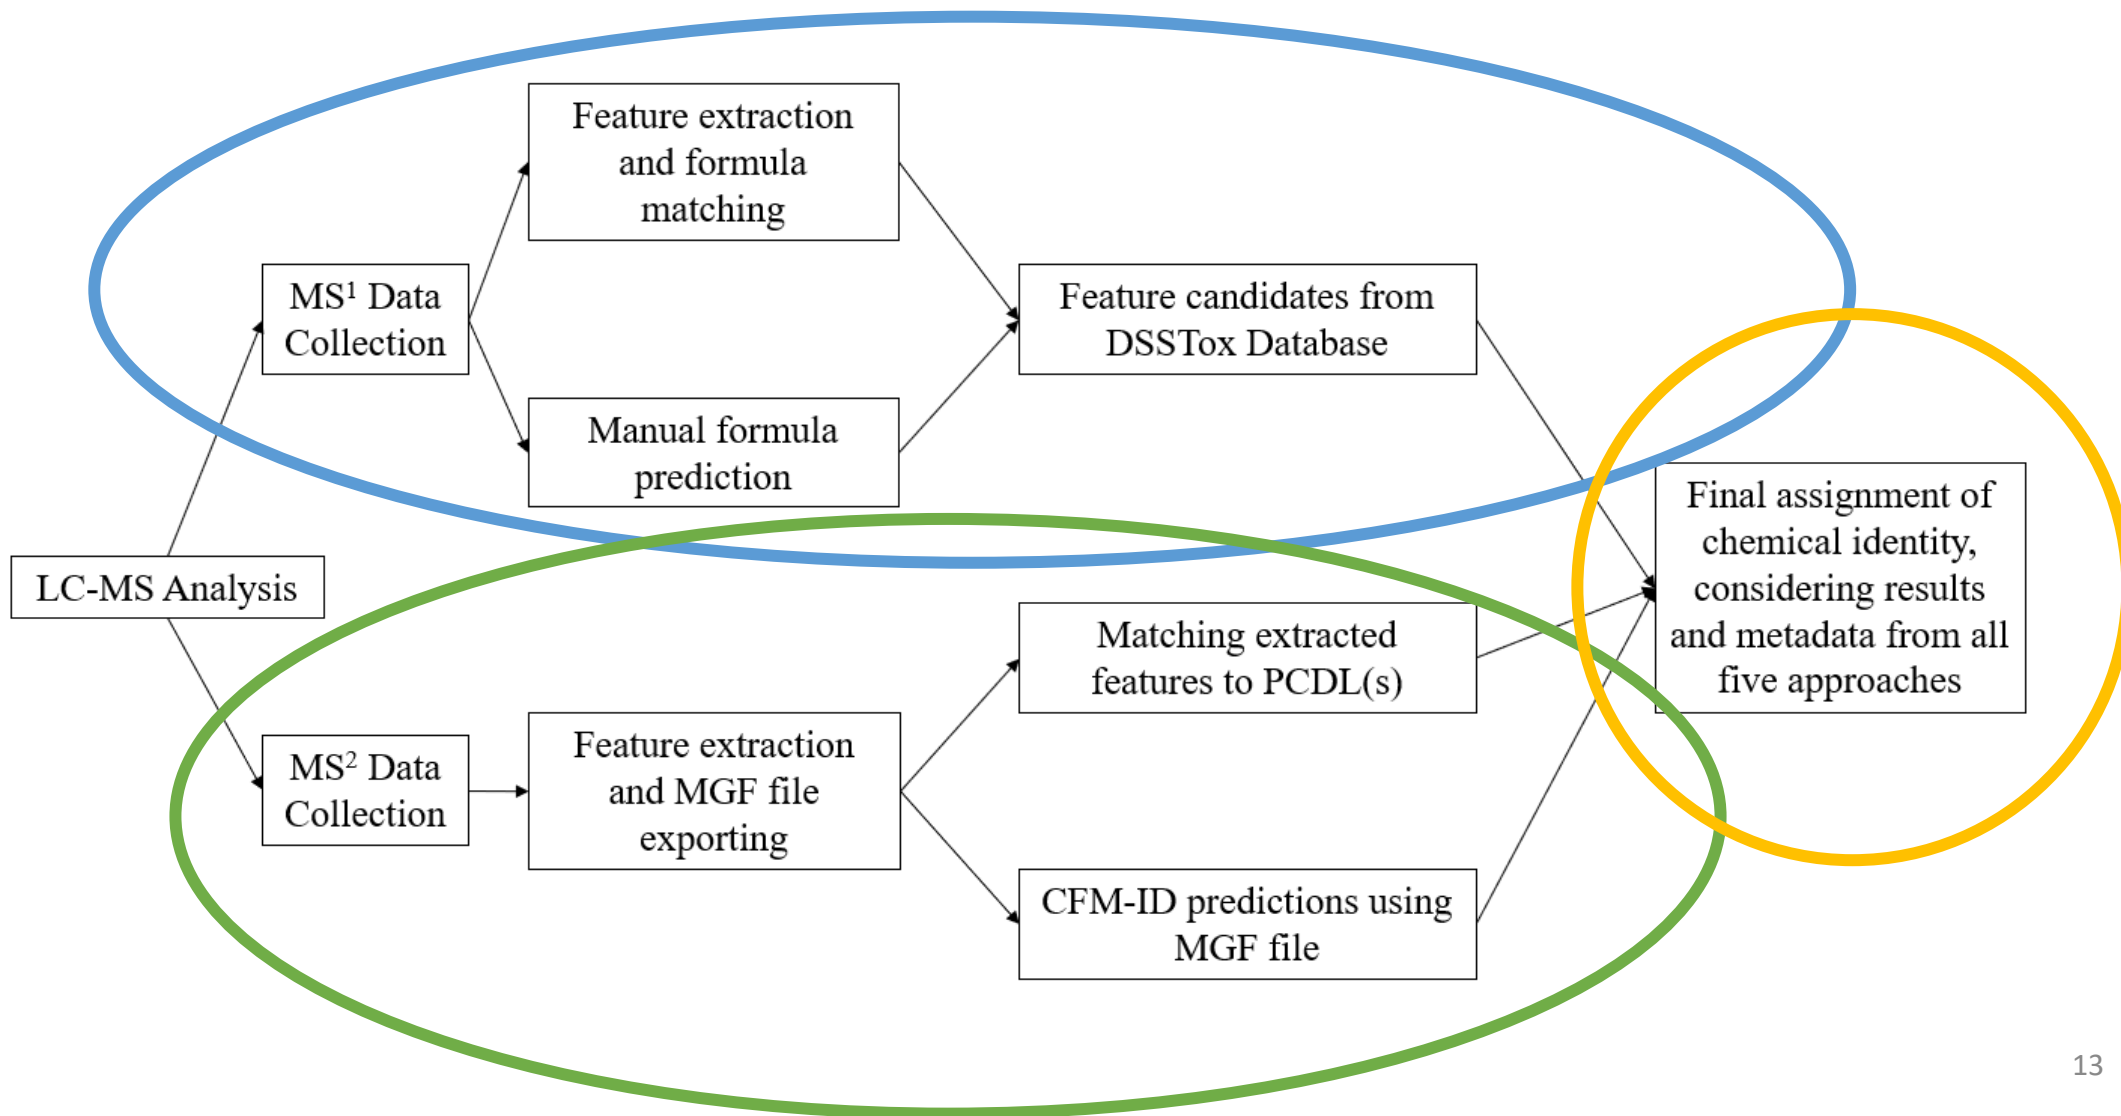 Feature extraction
and formula
matching
MS¹ Data
Collection
Feature candidates from
DSSTox Database
Manual formula
prediction
LC-MS Analysis
Final assignment of
chemical identity,
considering results
and metadata from all
five approaches
Matching extracted
features to PCDL(s)
MS² Data
Collection
Feature extraction
and MGF file
exporting
CFM-ID predictions using
MGF file
13